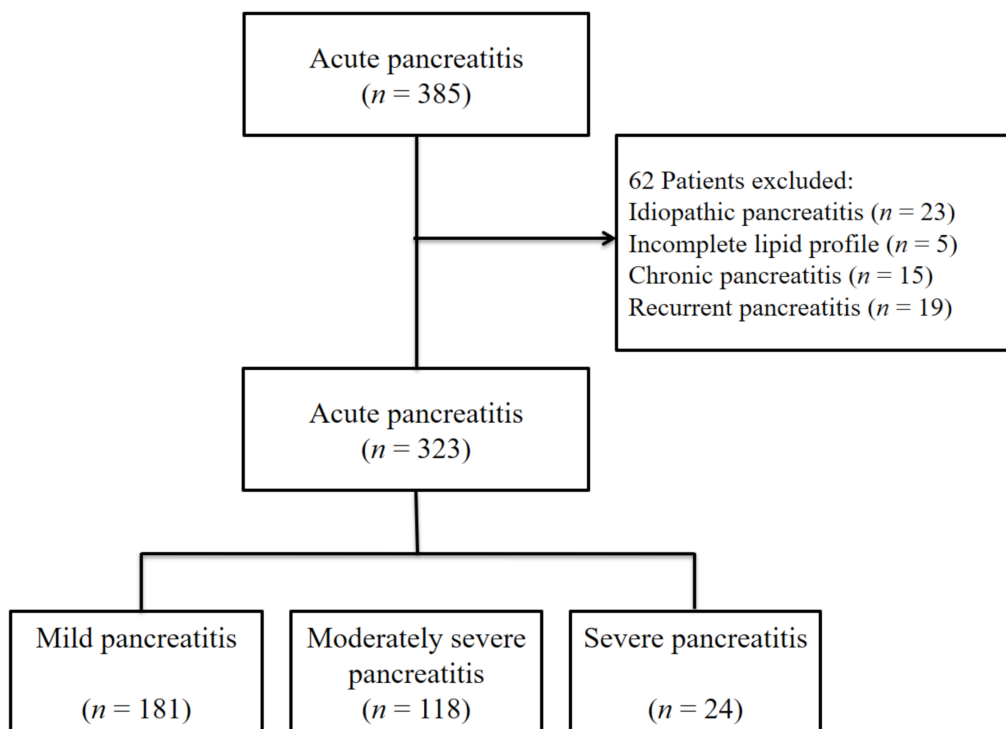 Acute pancreatitis
(n = 385)
62 Patients excluded:
Idiopathic pancreatitis (n = 23)
Incomplete lipid profile (n = 5)
Chronic pancreatitis (n = 15)
Recurrent pancreatitis (n = 19)
Acute pancreatitis
(n = 323)
Mild pancreatitis
(n = 181)
Moderately severe
pancreatitis
(n = 118)
Severe pancreatitis
(n = 24)